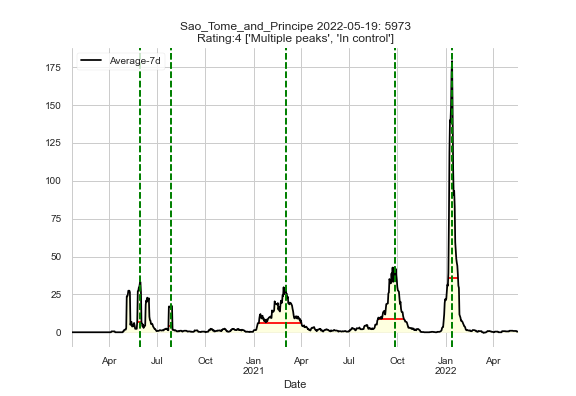 Sao_Tome_and_Principe 2022-05-19: 5973
Rating:4 ['Multiple peaks', 'In control']
Average-7d
175
150
125
100
75
50
25
0
Apr Jul Oct Jan Apr Jul Oct Jan Apr
2021 2022
Date